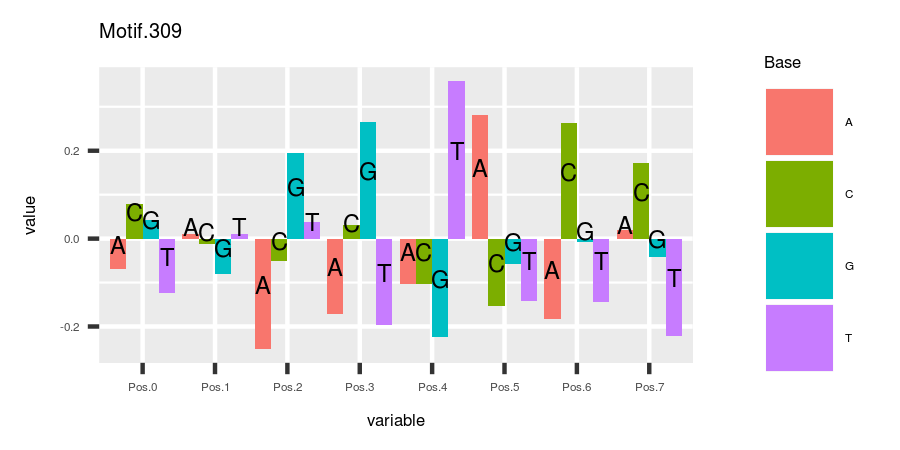 Motif.309
value
0.2
0.0
-0.2
A C G T A C G T A C G T A C G T A C G T A C G T A C G T A C G T
Pos.0 Pos.1 Pos.2 Pos.3 Pos.4 Pos.5 Pos.6 Pos.7
variable
Base
A
C
G
T